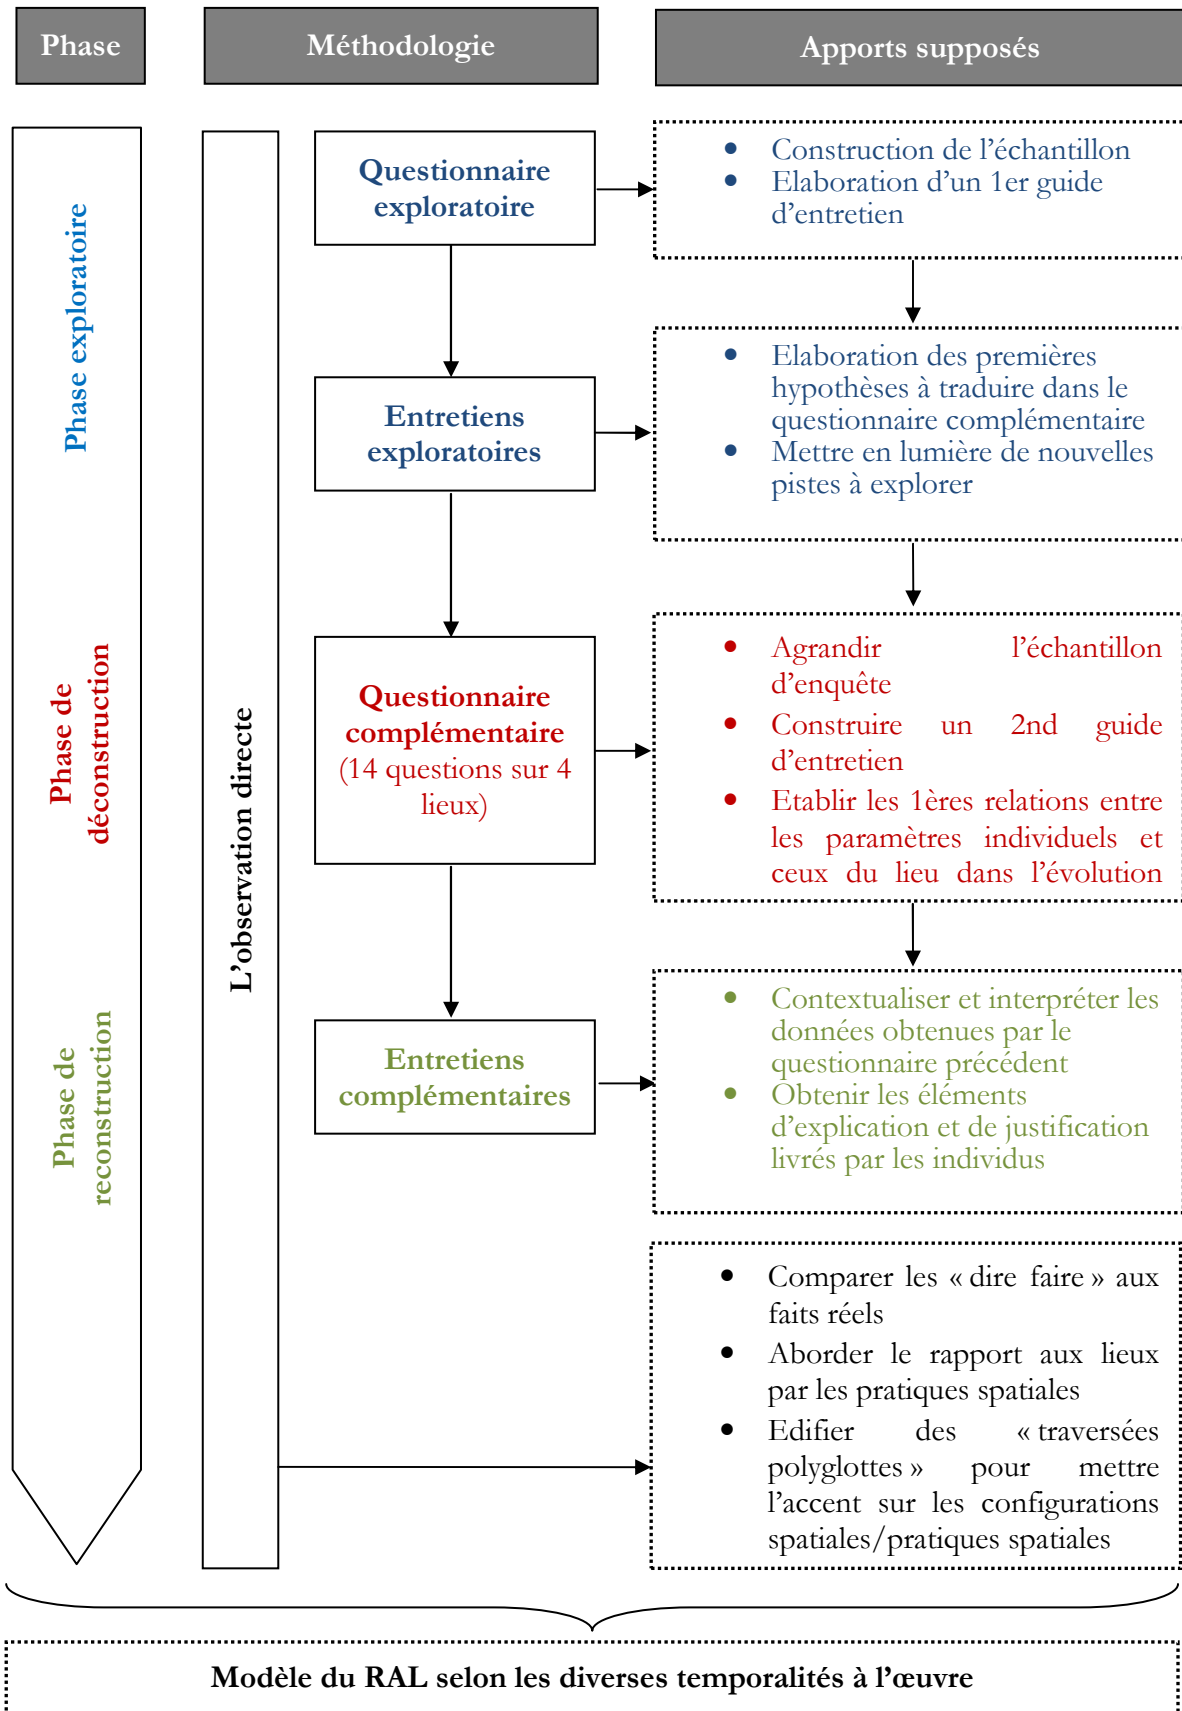 Phase
Méthodologie
Apports supposés
Phase exploratoire
Phase de
déconstruction
Phase de
reconstruction
L'observation directe
Questionnaire
exploratoire
• Construction de l'échantillon
• Elaboration d'un 1er guide
d'entretien
Entretiens
exploratoires
• Elaboration des premières
hypothèses à traduire dans le
questionnaire complémentaire
• Mettre en lumière de nouvelles
pistes à explorer
Questionnaire
complémentaire
(14 questions sur 4
lieux)
• Agrandir l'échantillon
d'enquête
• Construire un 2nd guide
d'entretien
• Etablir les 1ères relations entre
les paramètres individuels et
ceux du lieu dans l'évolution
Entretiens
complémentaires
• Contextualiser et interpréter les
données obtenues par le
questionnaire précédent
• Obtenir les éléments
d'explication et de justification
livrés par les individus
• Comparer les « dire faire » aux
faits réels
• Aborder le rapport aux lieux
par les pratiques spatiales
• Edifier des « traversées
polyglottes » pour mettre
l'accent sur les configurations
spatiales/pratiques spatiales
Modèle du RAL selon les diverses temporalités à l'œuvre